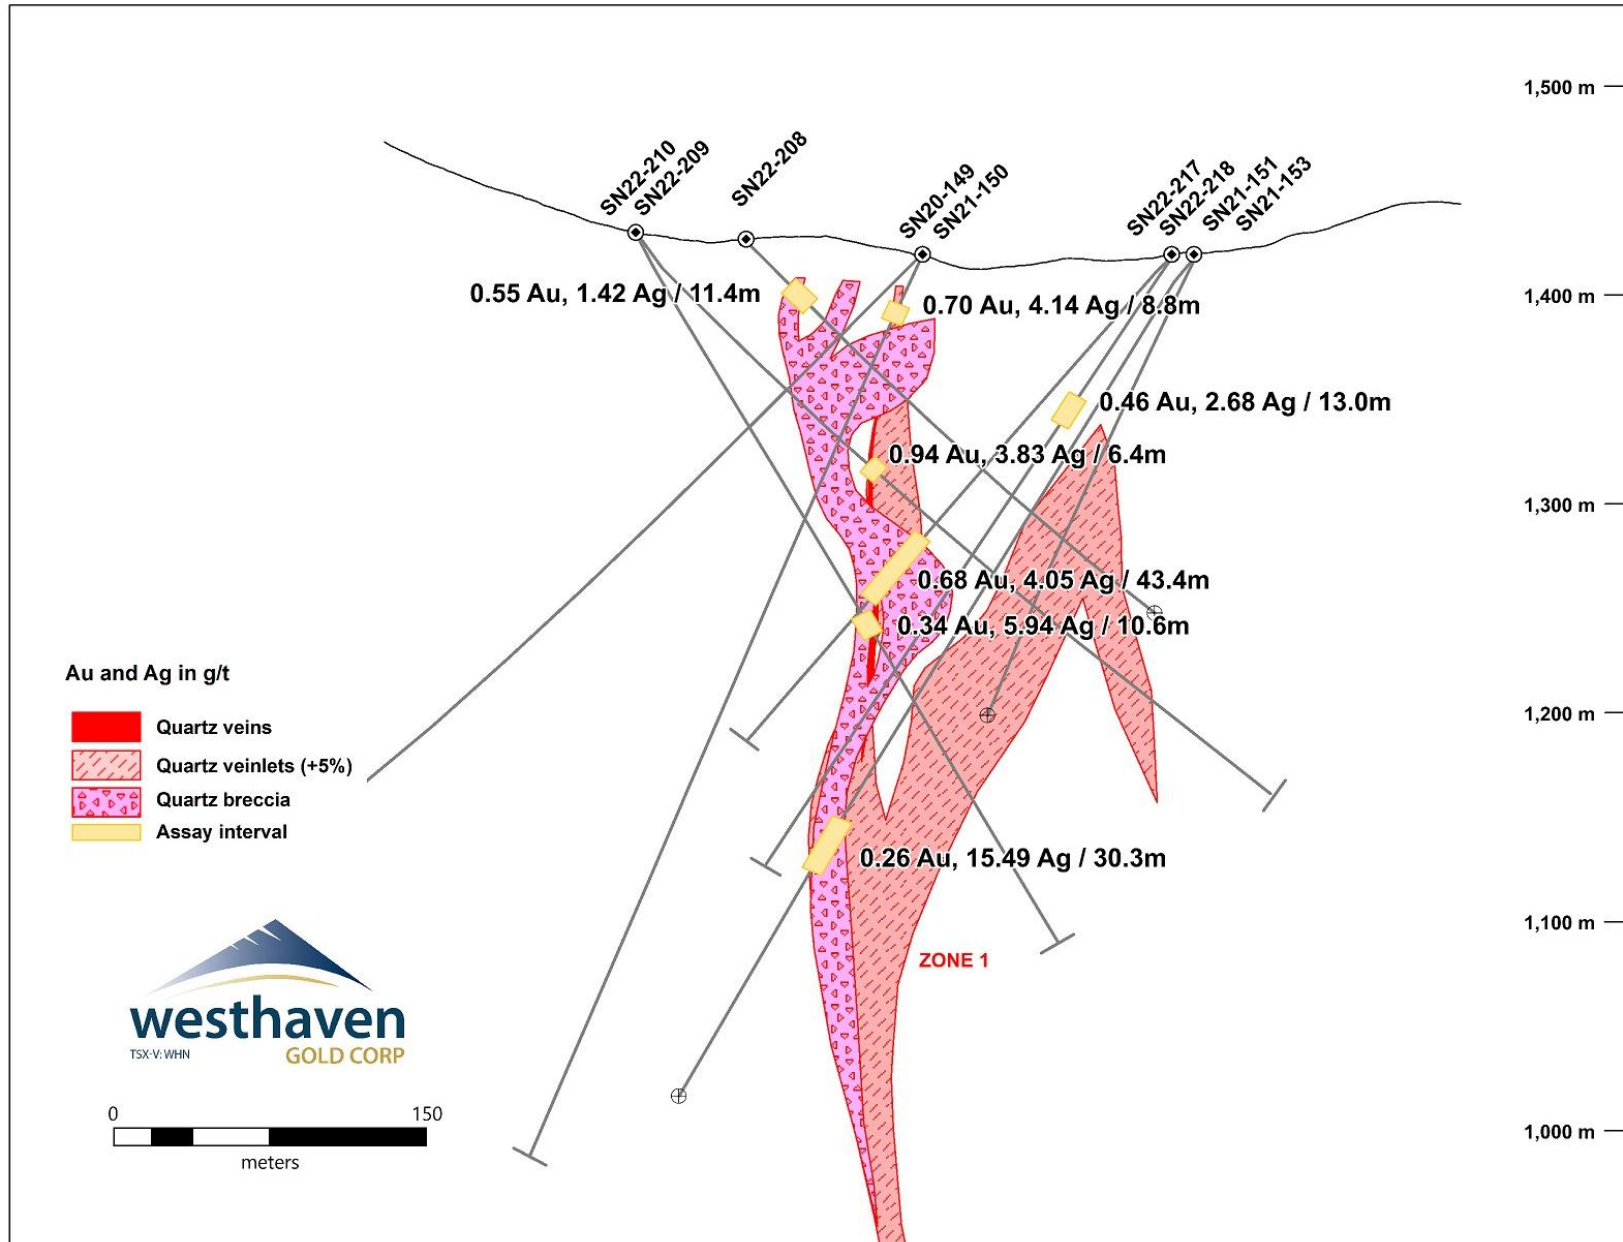 1,500 m
SN22-210
SN22-209
SN22-208
SN20-149
SN21-150
SN22-217
SN22-218
SN21-151
SN21-153
0.55 Au, 1.42 Ag / 11.4m
1,400 m
0.70 Au, 4.14 Ag / 8.8m
0.46 Au, 2.68 Ag / 13.0m
0.94 Au, 3.83 Ag / 6.4m
1,300 m
0.68 Au, 4.05 Ag / 43.4m
0.34 Au, 5.94 Ag / 10.6m
Au and Ag in g/t
1,200 m
Quartz veins
Quartz veinlets (+5%)
Quartz breccia
Assay interval
0.26 Au, 15.49 Ag / 30.3m
1,100 m
ZONE 1
westhaven
TSX-V: WHN
GOLD CORP
0 150
meters
1,000 m